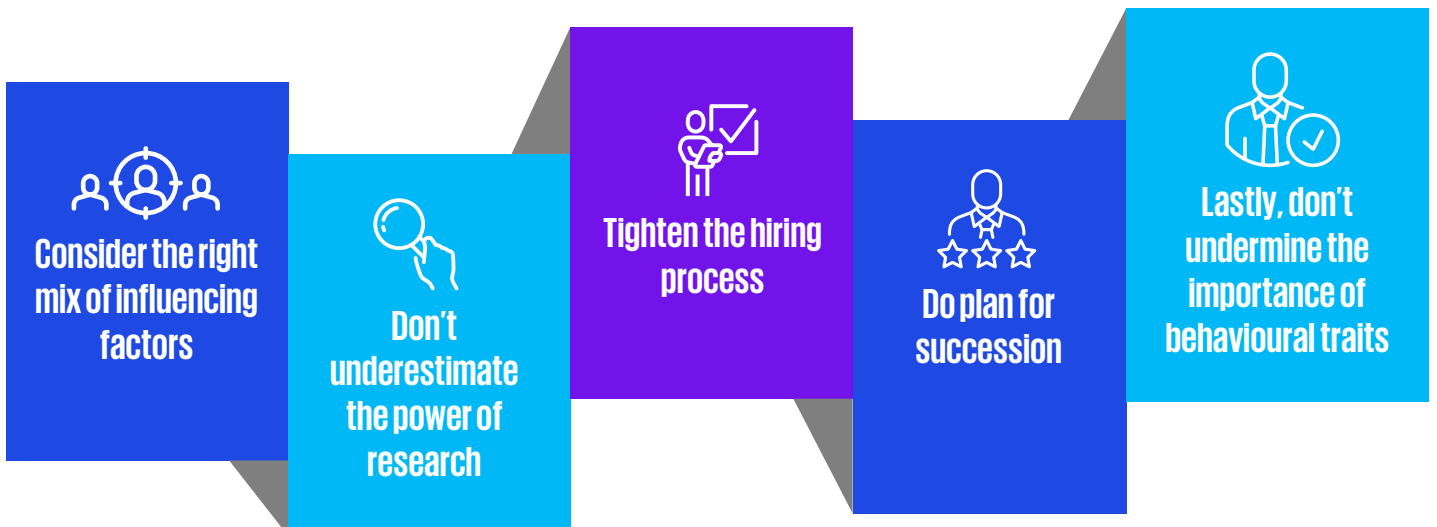 Consider the right
mix of influencing
factors
Don't
underestimate
the power of
research
Tighten the hiring
process
Do plan for
succession
Lastly, don't
undermine the
importance of
behavioural traits